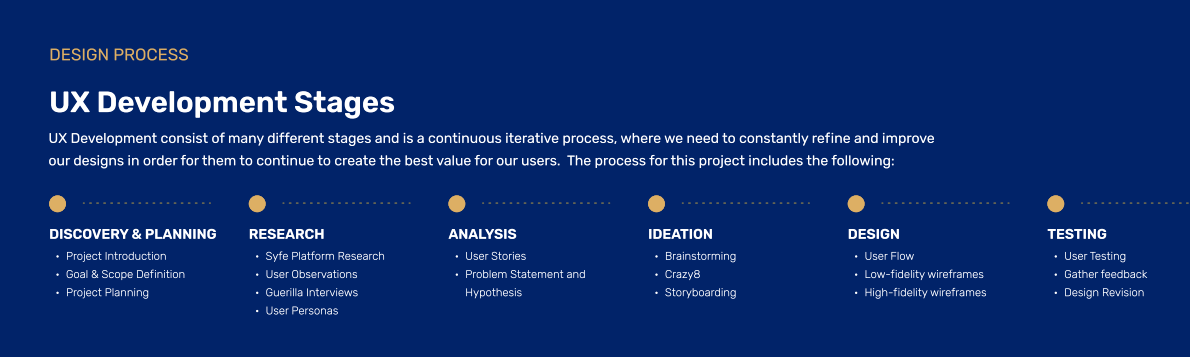 DESIGN PROCESS
UX Development Stages
UX Development consist of many different stages and is a continuous iterative process, where we need to constantly refine and improve
our designs in order for them to continue to create the best value for our users.  The process for this project includes the following:
DISCOVERY & PLANNING
• Project Introduction
• Goal & Scope Definition
• Project Planning
RESEARCH
• Syfe Platform Research
• User Observations
• Guerilla Interviews
• User Personas
ANALYSIS
• User Stories
• Problem Statement and
Hypothesis
IDEATION
• Brainstorming
• Crazy8
• Storyboarding
DESIGN
• User Flow
• Low-fidelity wireframes
• High-fidelity wireframes
TESTING
• User Testing
• Gather feedback
• Design Revision